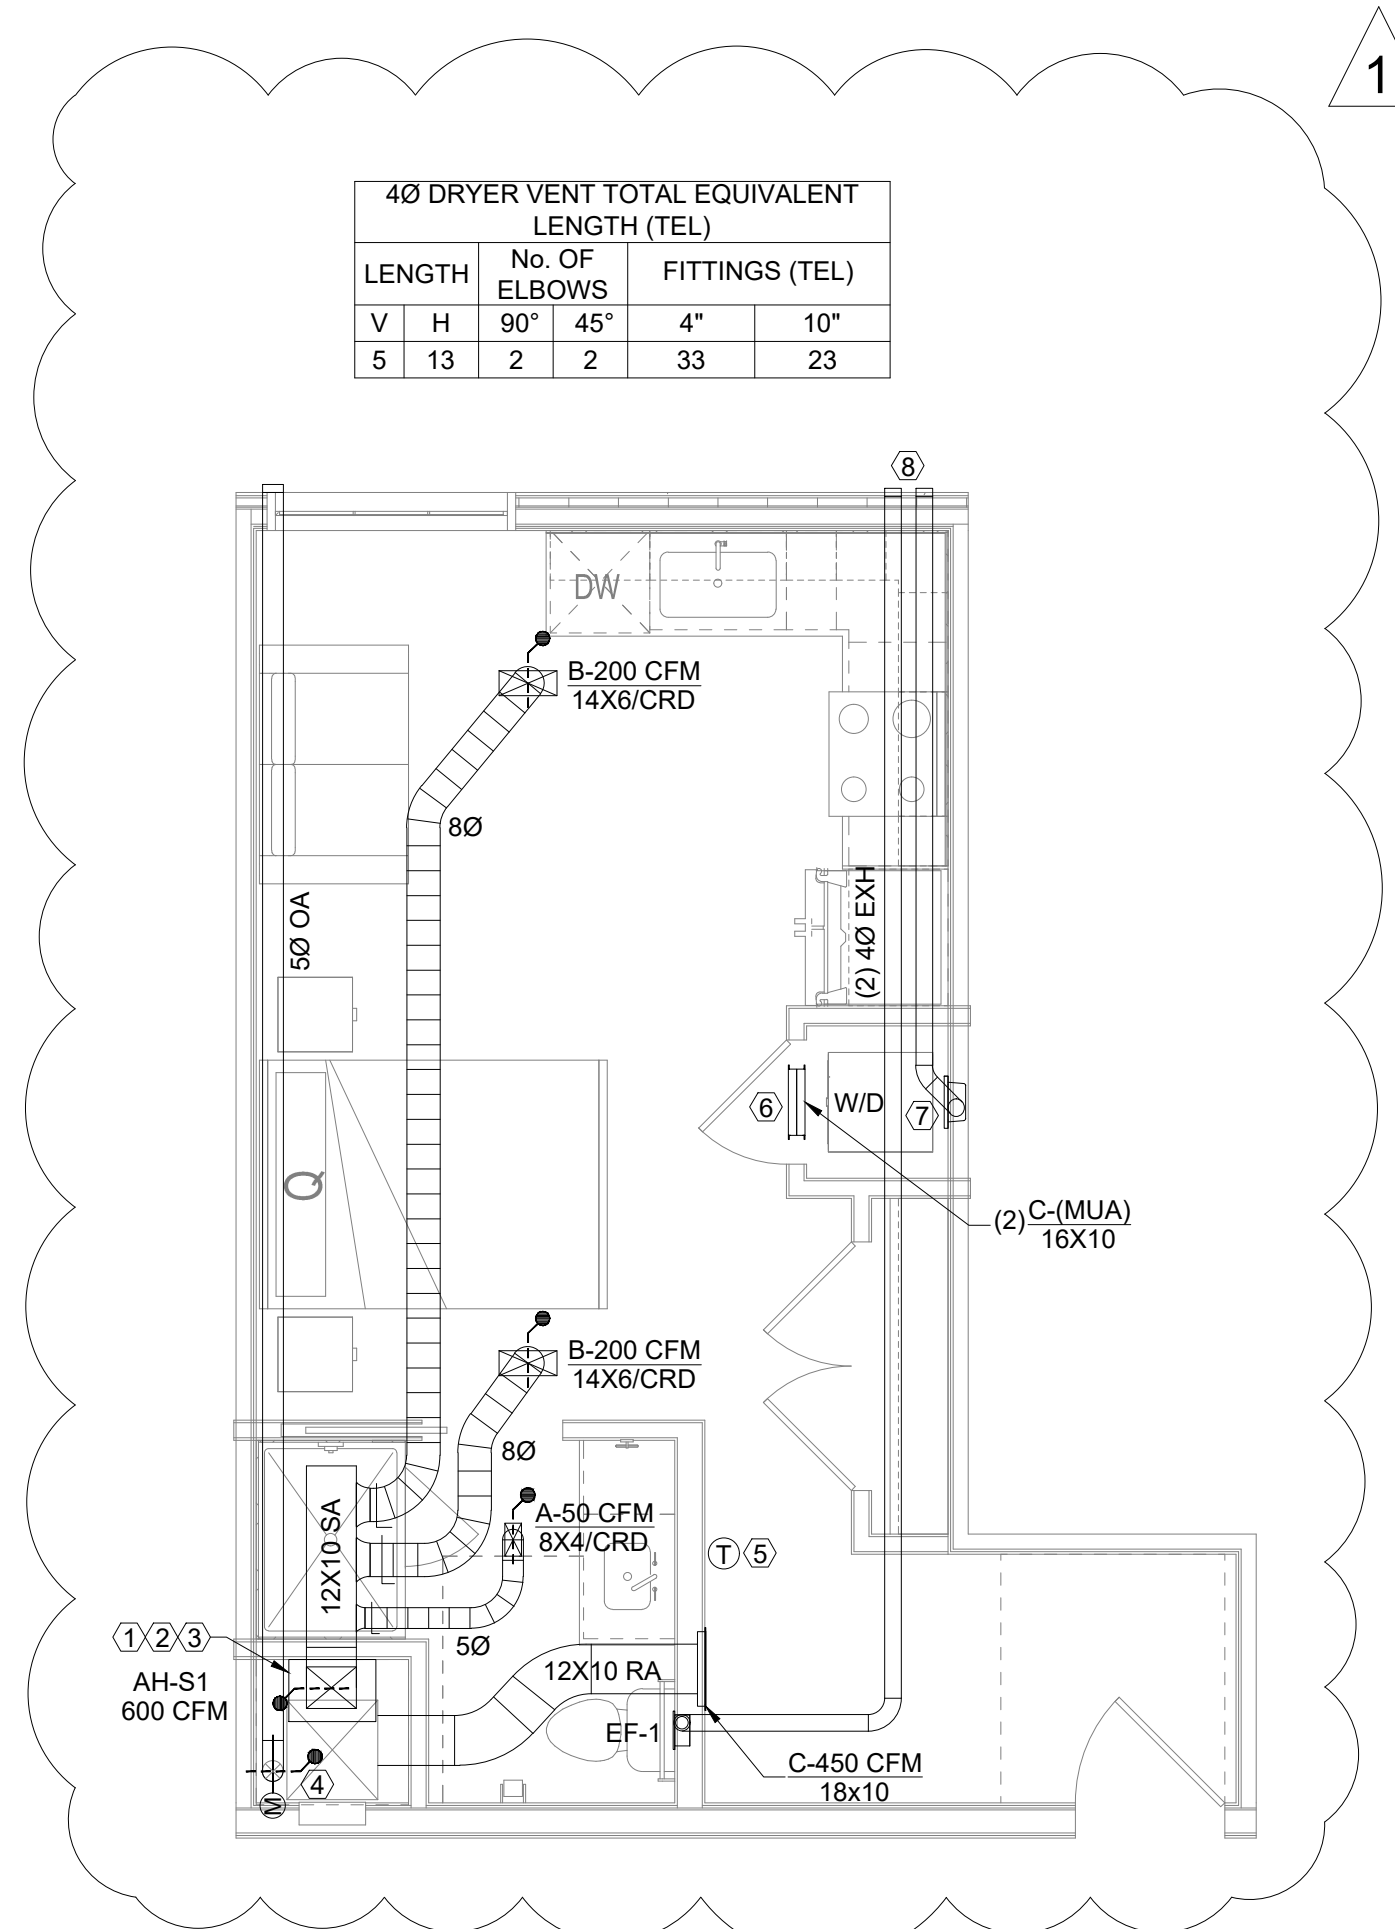 1
4Ø DRYER VENT TOTAL EQUIVALENT
LENGTH (TEL)
LENGTH
No. OF
ELBOWS
FITTINGS (TEL)
V H 90° 45° 4" 10"
5 13 2 2 33 23
8
DW
B-200 CFM
14X6/CRD
8Ø
5Ø OA
(2) 4Ø EXH
6
W/D
7
Q
(2) C-(MUA)
16X10
B-200 CFM
14X6/CRD
8Ø
12X10 SA
A-50 CFM
8X4/CRD
T 5
1 2 3
5Ø
AH-S1
600 CFM
12X10 RA
EF-1
C-450 CFM
18x10
4
M